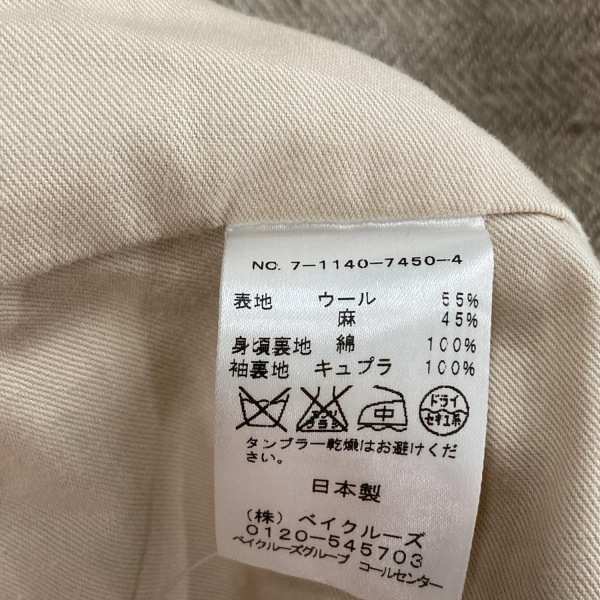 NO. 7-1140-7450-4
表地 ウール 55%
麻 45%
身頃裏地 綿 100%
袖裏地 キュプラ 100%
中 ドライ セキユ系
タンブラー乾燥はお避けくだ
さい。
日本製
(株) ベイクルーズ
0120-545703
ベイクルーズグループ コールセンター